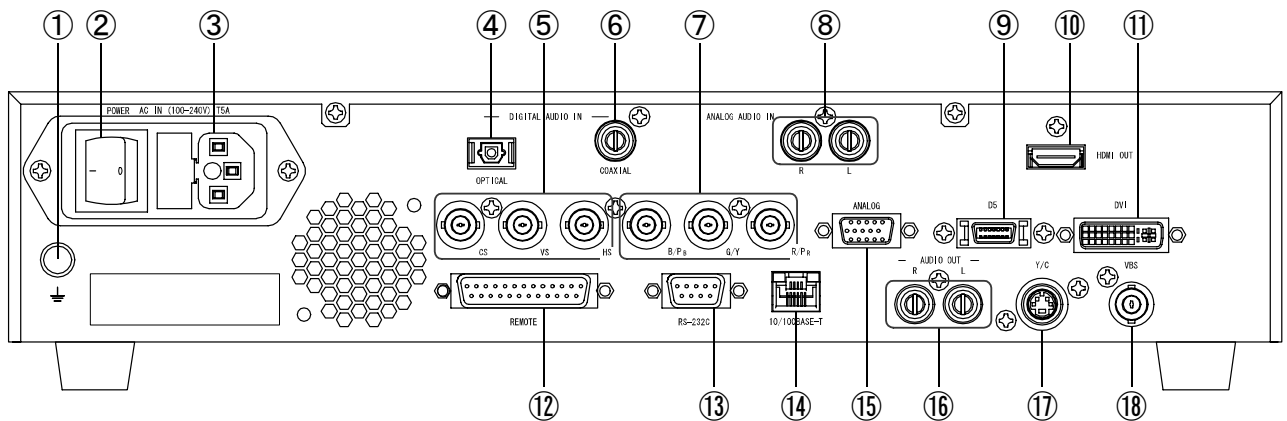 ① ② ③ ④ ⑤ ⑥ ⑦ ⑧ ⑨ ⑩ ⑪
POWER AC IN (100-240V) T5A
DIGITAL AUDIO IN
ANALOG AUDIO IN
HDMI OUT
OPTICAL
COAXIAL
R L
CS VS HS
B/PB G/Y R/PR
ANALOG
D5
DVI
AUDIO OUT
R L
Y/C
VBS
REMOTE
RS-232C
10/100BASE-T
− 0
⑫ ⑬ ⑭ ⑮ ⑯ ⑰ ⑱